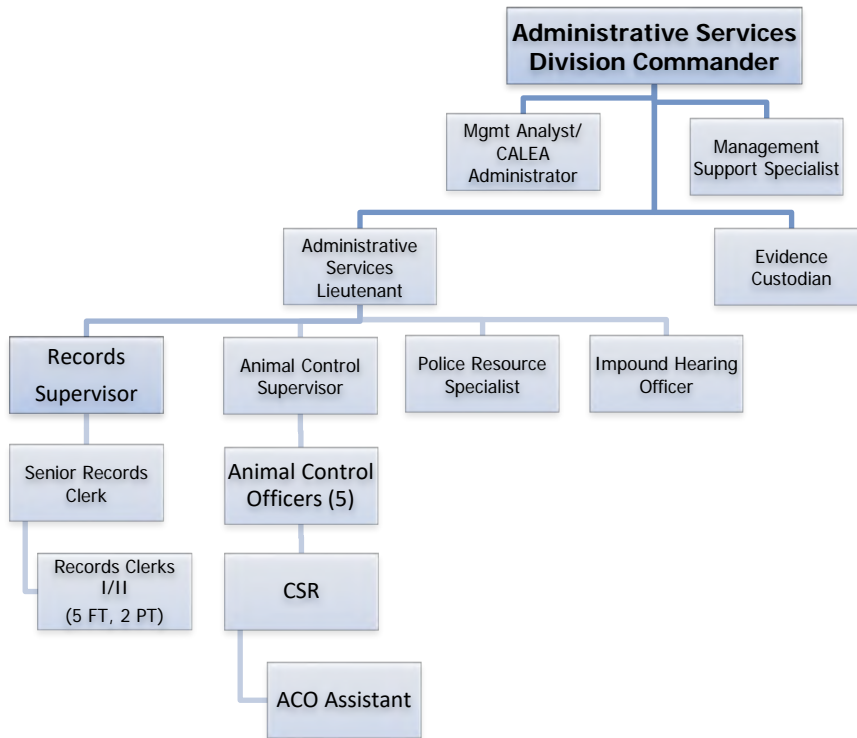 Administrative Services
Division Commander
Mgmt Analyst/
CALEA
Administrator
Management
Support Specialist
Administrative
Services
Lieutenant
Evidence
Custodian
Records
Supervisor
Animal Control
Supervisor
Police Resource
Specialist
Impound Hearing
Officer
Senior Records
Clerk
Animal Control
Officers (5)
Records Clerks
I/II
(5 FT, 2 PT)
CSR
ACO Assistant